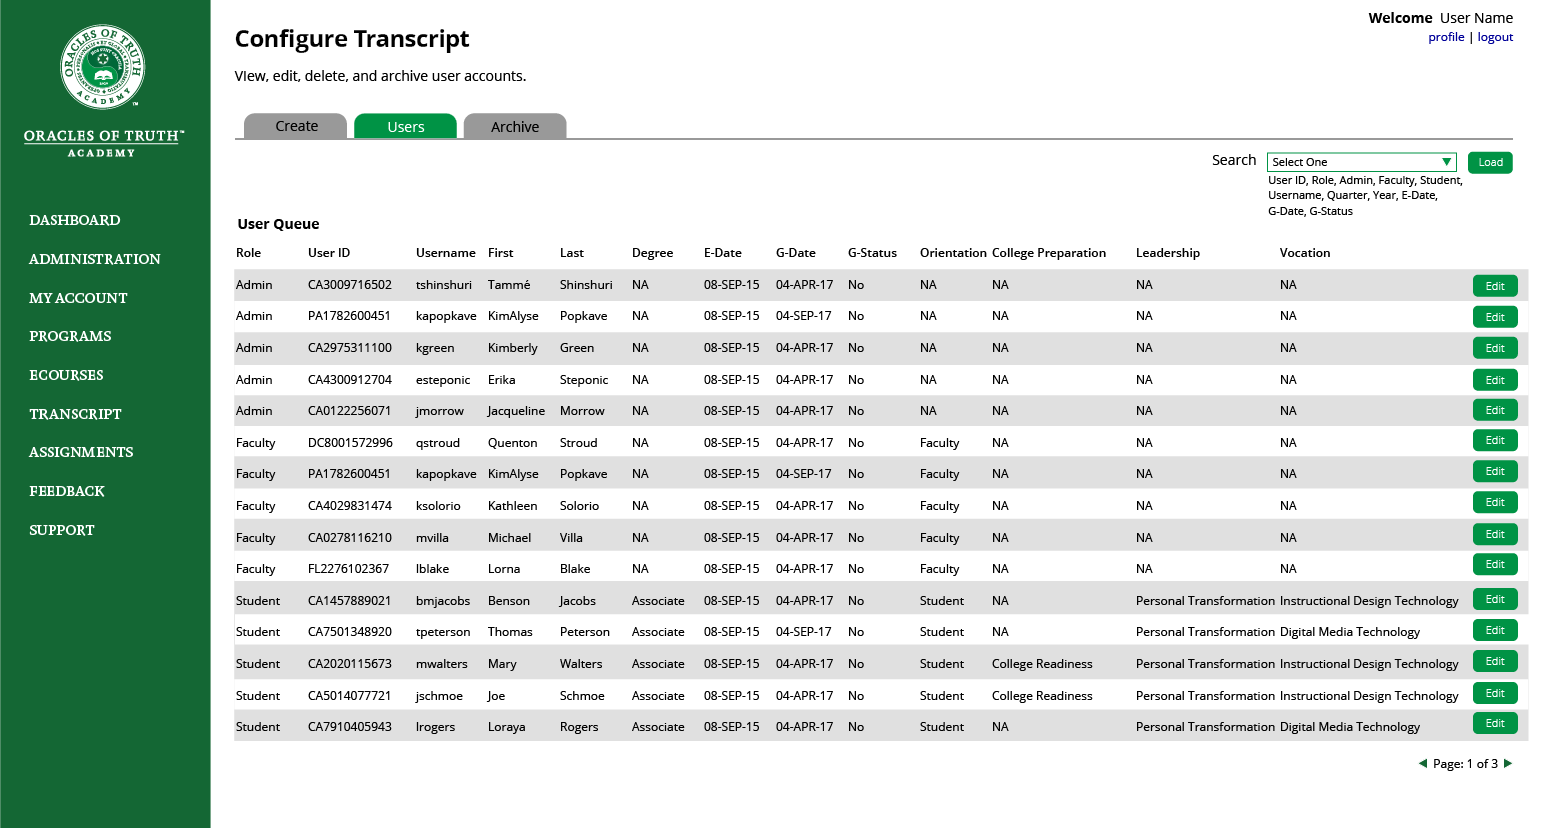 ORACLES OF TRUTH
ACADEMY
ORACLES OF TRUTH™
ACADEMY
DASHBOARD
ADMINISTRATION
MY ACCOUNT
PROGRAMS
ECOURSES
TRANSCRIPT
ASSIGNMENTS
FEEDBACK
SUPPORT
Welcome User Name
profile | logout
Configure Transcript
VIew, edit, delete, and archive user accounts.
Create Users Archive
Search Select One Load
User ID, Role, Admin, Faculty, Student,
Username, Quarter, Year, E-Date,
G-Date, G-Status
User Queue
Role User ID Username First Last Degree E-Date G-Date G-Status Orientation College Preparation Leadership Vocation
Admin CA3009716502 tshinshuri Tammé Shinshuri NA 08-SEP-15 04-APR-17 No NA NA NA NA Edit
Admin PA1782600451 kapopkave KimAlyse Popkave NA 08-SEP-15 04-SEP-17 No NA NA NA NA Edit
Admin CA2975311100 kgreen Kimberly Green NA 08-SEP-15 04-APR-17 No NA NA NA NA Edit
Admin CA4300912704 esteponic Erika Steponic NA 08-SEP-15 04-APR-17 No NA NA NA NA Edit
Admin CA0122256071 jmorrow Jacqueline Morrow NA 08-SEP-15 04-APR-17 No NA NA NA NA Edit
Faculty DC8001572996 qstroud Quenton Stroud NA 08-SEP-15 04-APR-17 No Faculty NA NA NA Edit
Faculty PA1782600451 kapopkave KimAlyse Popkave NA 08-SEP-15 04-SEP-17 No Faculty NA NA NA Edit
Faculty CA4029831474 ksolorio Kathleen Solorio NA 08-SEP-15 04-APR-17 No Faculty NA NA NA Edit
Faculty CA0278116210 mvilla Michael Villa NA 08-SEP-15 04-APR-17 No Faculty NA NA NA Edit
Faculty FL2276102367 lblake Lorna Blake NA 08-SEP-15 04-APR-17 No Faculty NA NA NA Edit
Student CA1457889021 bmjacobs Benson Jacobs Associate 08-SEP-15 04-APR-17 No Student NA Personal Transformation Instructional Design Technology Edit
Student CA7501348920 tpeterson Thomas Peterson Associate 08-SEP-15 04-SEP-17 No Student NA Personal Transformation Digital Media Technology Edit
Student CA2020115673 mwalters Mary Walters Associate 08-SEP-15 04-APR-17 No Student College Readiness Personal Transformation Instructional Design Technology Edit
Student CA5014077721 jschmoe Joe Schmoe Associate 08-SEP-15 04-APR-17 No Student College Readiness Personal Transformation Instructional Design Technology Edit
Student CA7910405943 lrogers Loraya Rogers Associate 08-SEP-15 04-APR-17 No Student NA Personal Transformation Digital Media Technology Edit
Page: 1 of 3